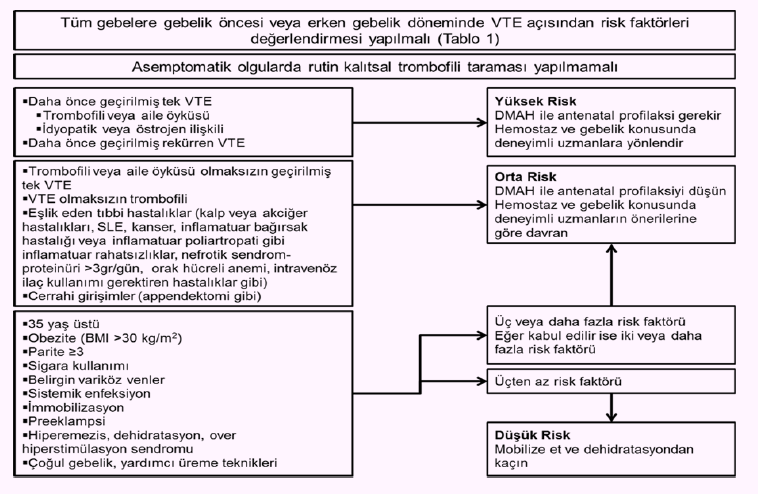 Tüm gebelere gebelik öncesi veya erken gebelik döneminde VTE açısından risk faktörleri
değerlendirmesi yapılmalı (Tablo 1)
Asemptomatik olgularda rutin kalıtsal trombofili taraması yapılmamalı
▪Daha önce geçirilmiş tek VTE
▪Trombofili veya aile öyküsü
▪İdyopatik veya östrojen ilişkili
▪Daha önce geçirilmiş rekürren VTE
Yüksek Risk
DMAH ile antenatal profilaksi gerekir
Hemostaz ve gebelik konusunda
deneyimli uzmanlara yönlendir
▪Trombofili veya aile öyküsü olmaksızın geçirilmiş
tek VTE
▪VTE olmaksızın trombofili
▪Eşlik eden tıbbi hastalıklar (kalp veya akciğer
hastalıkları, SLE, kanser, inflamatuar bağırsak
hastalığı veya inflamatuar poliartropati gibi
inflamatuar rahatsızlıklar, nefrotik sendrom-
proteinüri >3gr/gün, orak hücreli anemi, intravenöz
ilaç kullanımı gerektiren hastalıklar gibi)
▪Cerrahi girişimler (appendektomi gibi)
Orta Risk
DMAH ile antenatal profilaksiyi düşün
Hemostaz ve gebelik konusunda
deneyimli uzmanların önerilerine
göre davran
▪35 yaş üstü
▪Obezite (BMI >30 kg/m²)
▪Parite ≥3
▪Sigara kullanımı
▪Belirgin variköz venler
▪Sistemik enfeksiyon
▪İmmobilizasyon
▪Preeklampsi
▪Hiperemezis, dehidratasyon, over
hiperstimülasyon sendromu
▪Çoğul gebelik, yardımcı üreme teknikleri
Üç veya daha fazla risk faktörü
Eğer kabul edilir ise iki veya daha
fazla risk faktörü
Üçten az risk faktörü
Düşük Risk
Mobilize et ve dehidratasyondan
kaçın